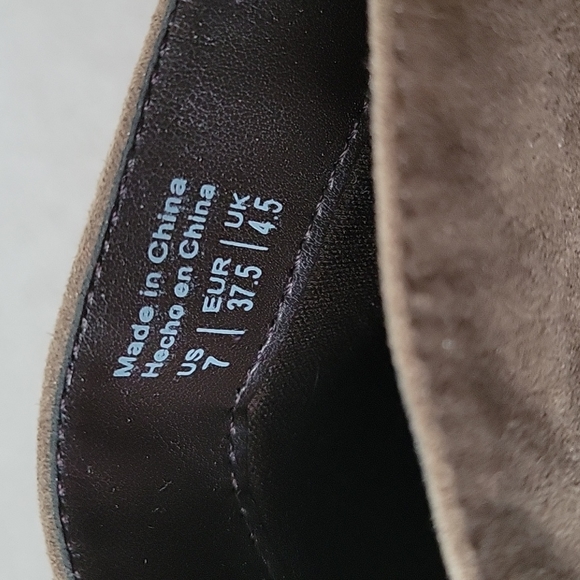 Made in China
Hecho en China
US | EUR | UK
7 | 37.5 | 4.5